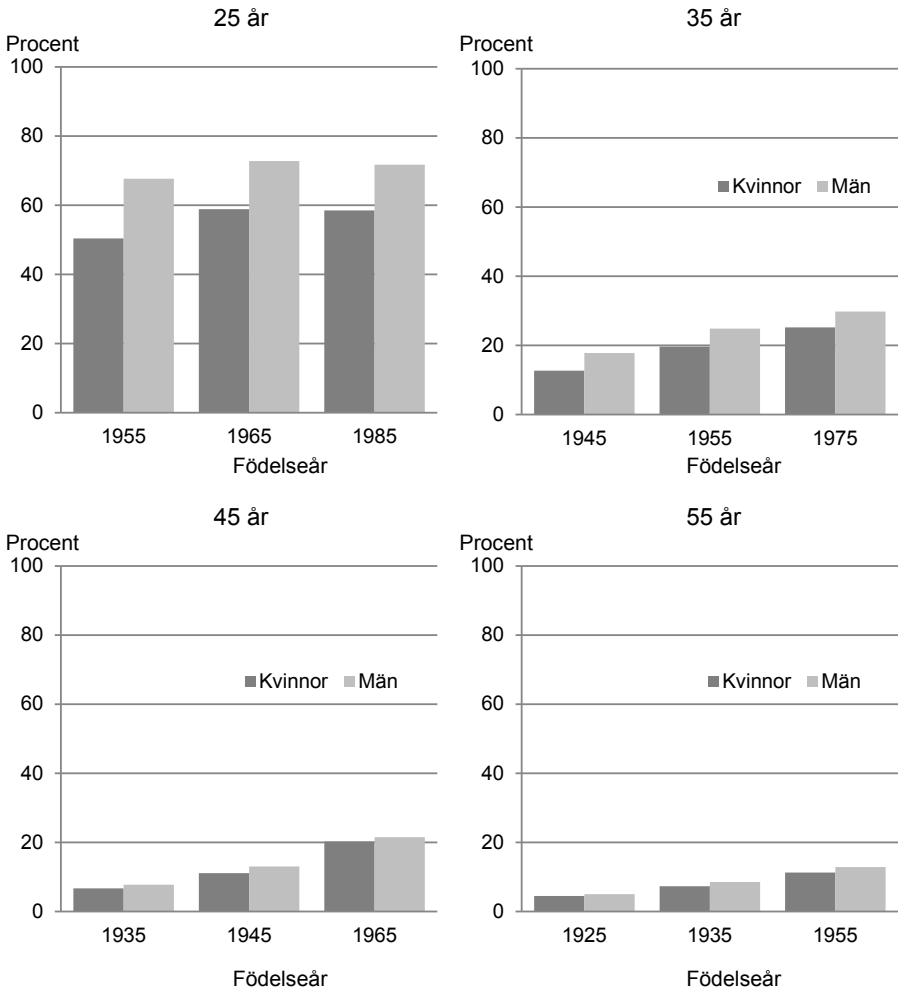 25 år
Procent
100
80
60
40
20
0
1955 1965 1985
Födelseår
35 år
Procent
100
80
Kvinnor Män
60
40
20
0
1945 1955 1975
Födelseår
45 år
Procent
100
80
Kvinnor Män
60
40
20
0
1935 1945 1965
Födelseår
55 år
Procent
100
80
Kvinnor Män
60
40
20
0
1925 1935 1955
Födelseår